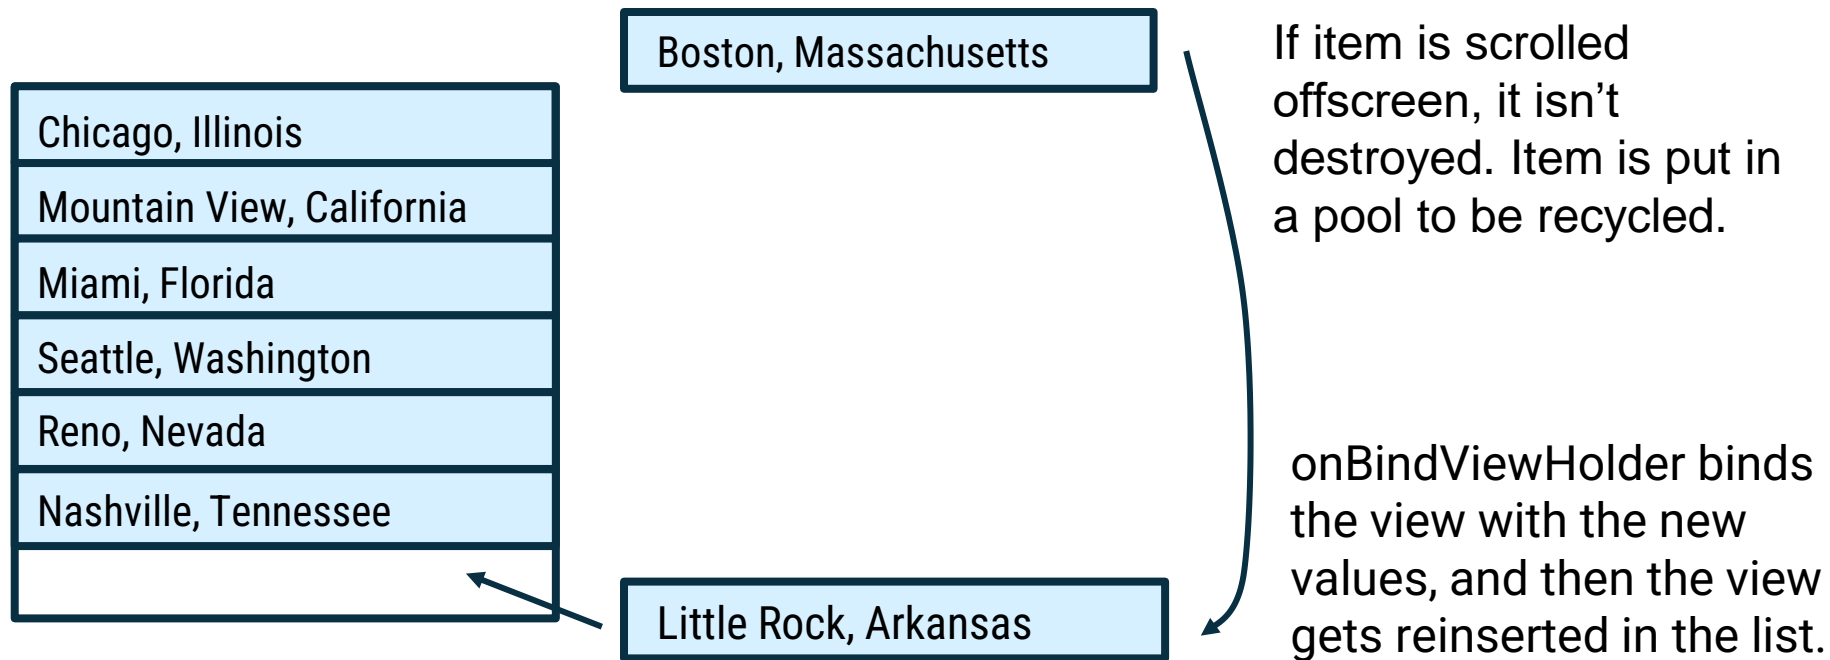 Boston, Massachusetts
If item is scrolled
offscreen, it isn’t
destroyed. Item is put in
a pool to be recycled.
Chicago, Illinois
Mountain View, California
Miami, Florida
Seattle, Washington
Reno, Nevada
Nashville, Tennessee
Little Rock, Arkansas
onBindViewHolder binds
the view with the new
values, and then the view
gets reinserted in the list.